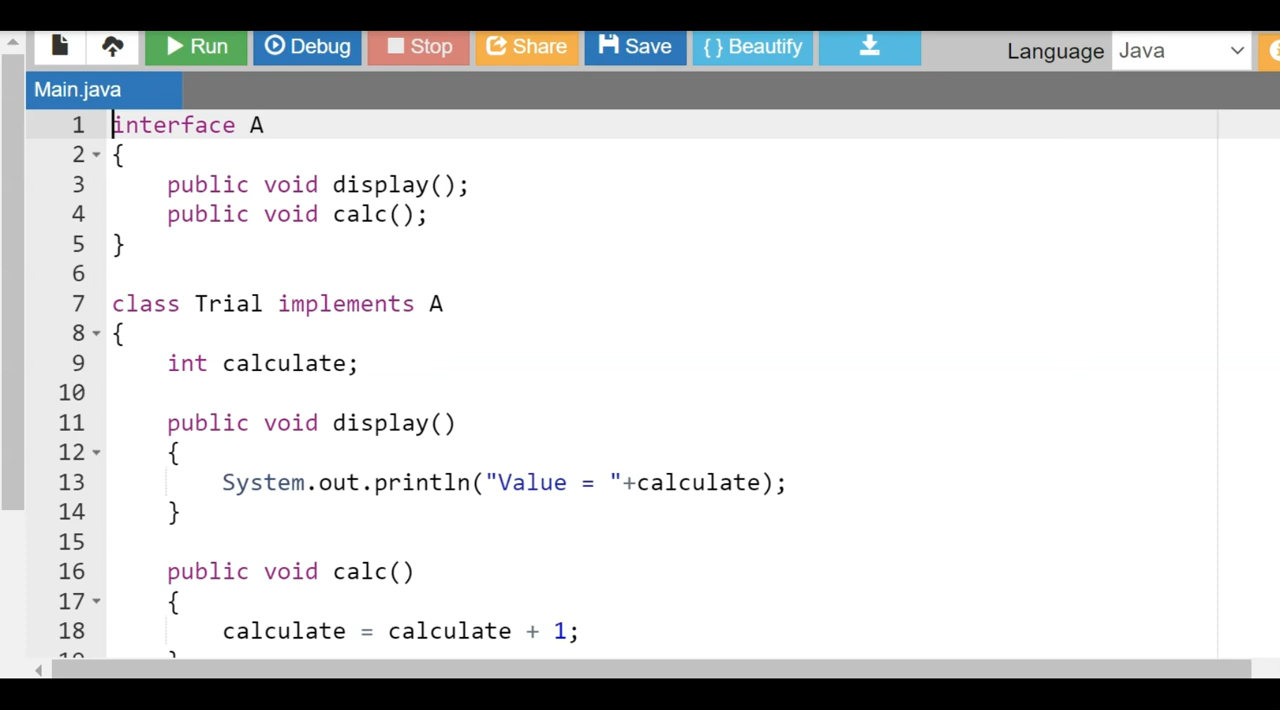 Run Debug Stop Share Save { } Beautify Language Java
Main.java
1 interface A
2 {
3 public void display();
4 public void calc();
5 }
6
7 class Trial implements A
8 {
9 int calculate;
10
11 public void display()
12 {
13 System.out.println("Value = "+calculate);
14 }
15
16 public void calc()
17 {
18 calculate = calculate + 1;